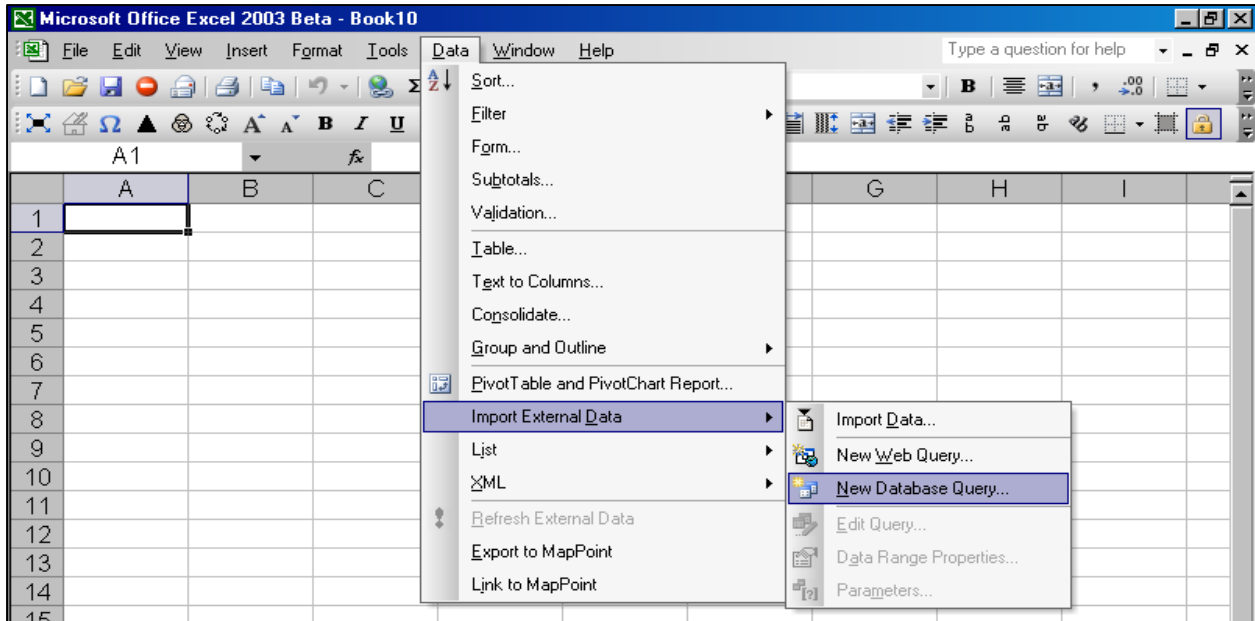 Microsoft Office Excel 2003 Beta - Book10
File Edit View Insert Format Tools Data Window Help Type a question for help
Σ B
Ω A A B I U
A1 fx
A B C G H I
1
2
3
4
5
6
7
8
9
10
11
12
13
14
15
Sort...
Filter
Form...
Subtotals...
Validation...
Table...
Text to Columns...
Consolidate...
Group and Outline
PivotTable and PivotChart Report...
Import External Data
List
XML
Refresh External Data
Export to MapPoint
Link to MapPoint
Import Data...
New Web Query...
New Database Query...
Edit Query...
Data Range Properties...
Parameters...